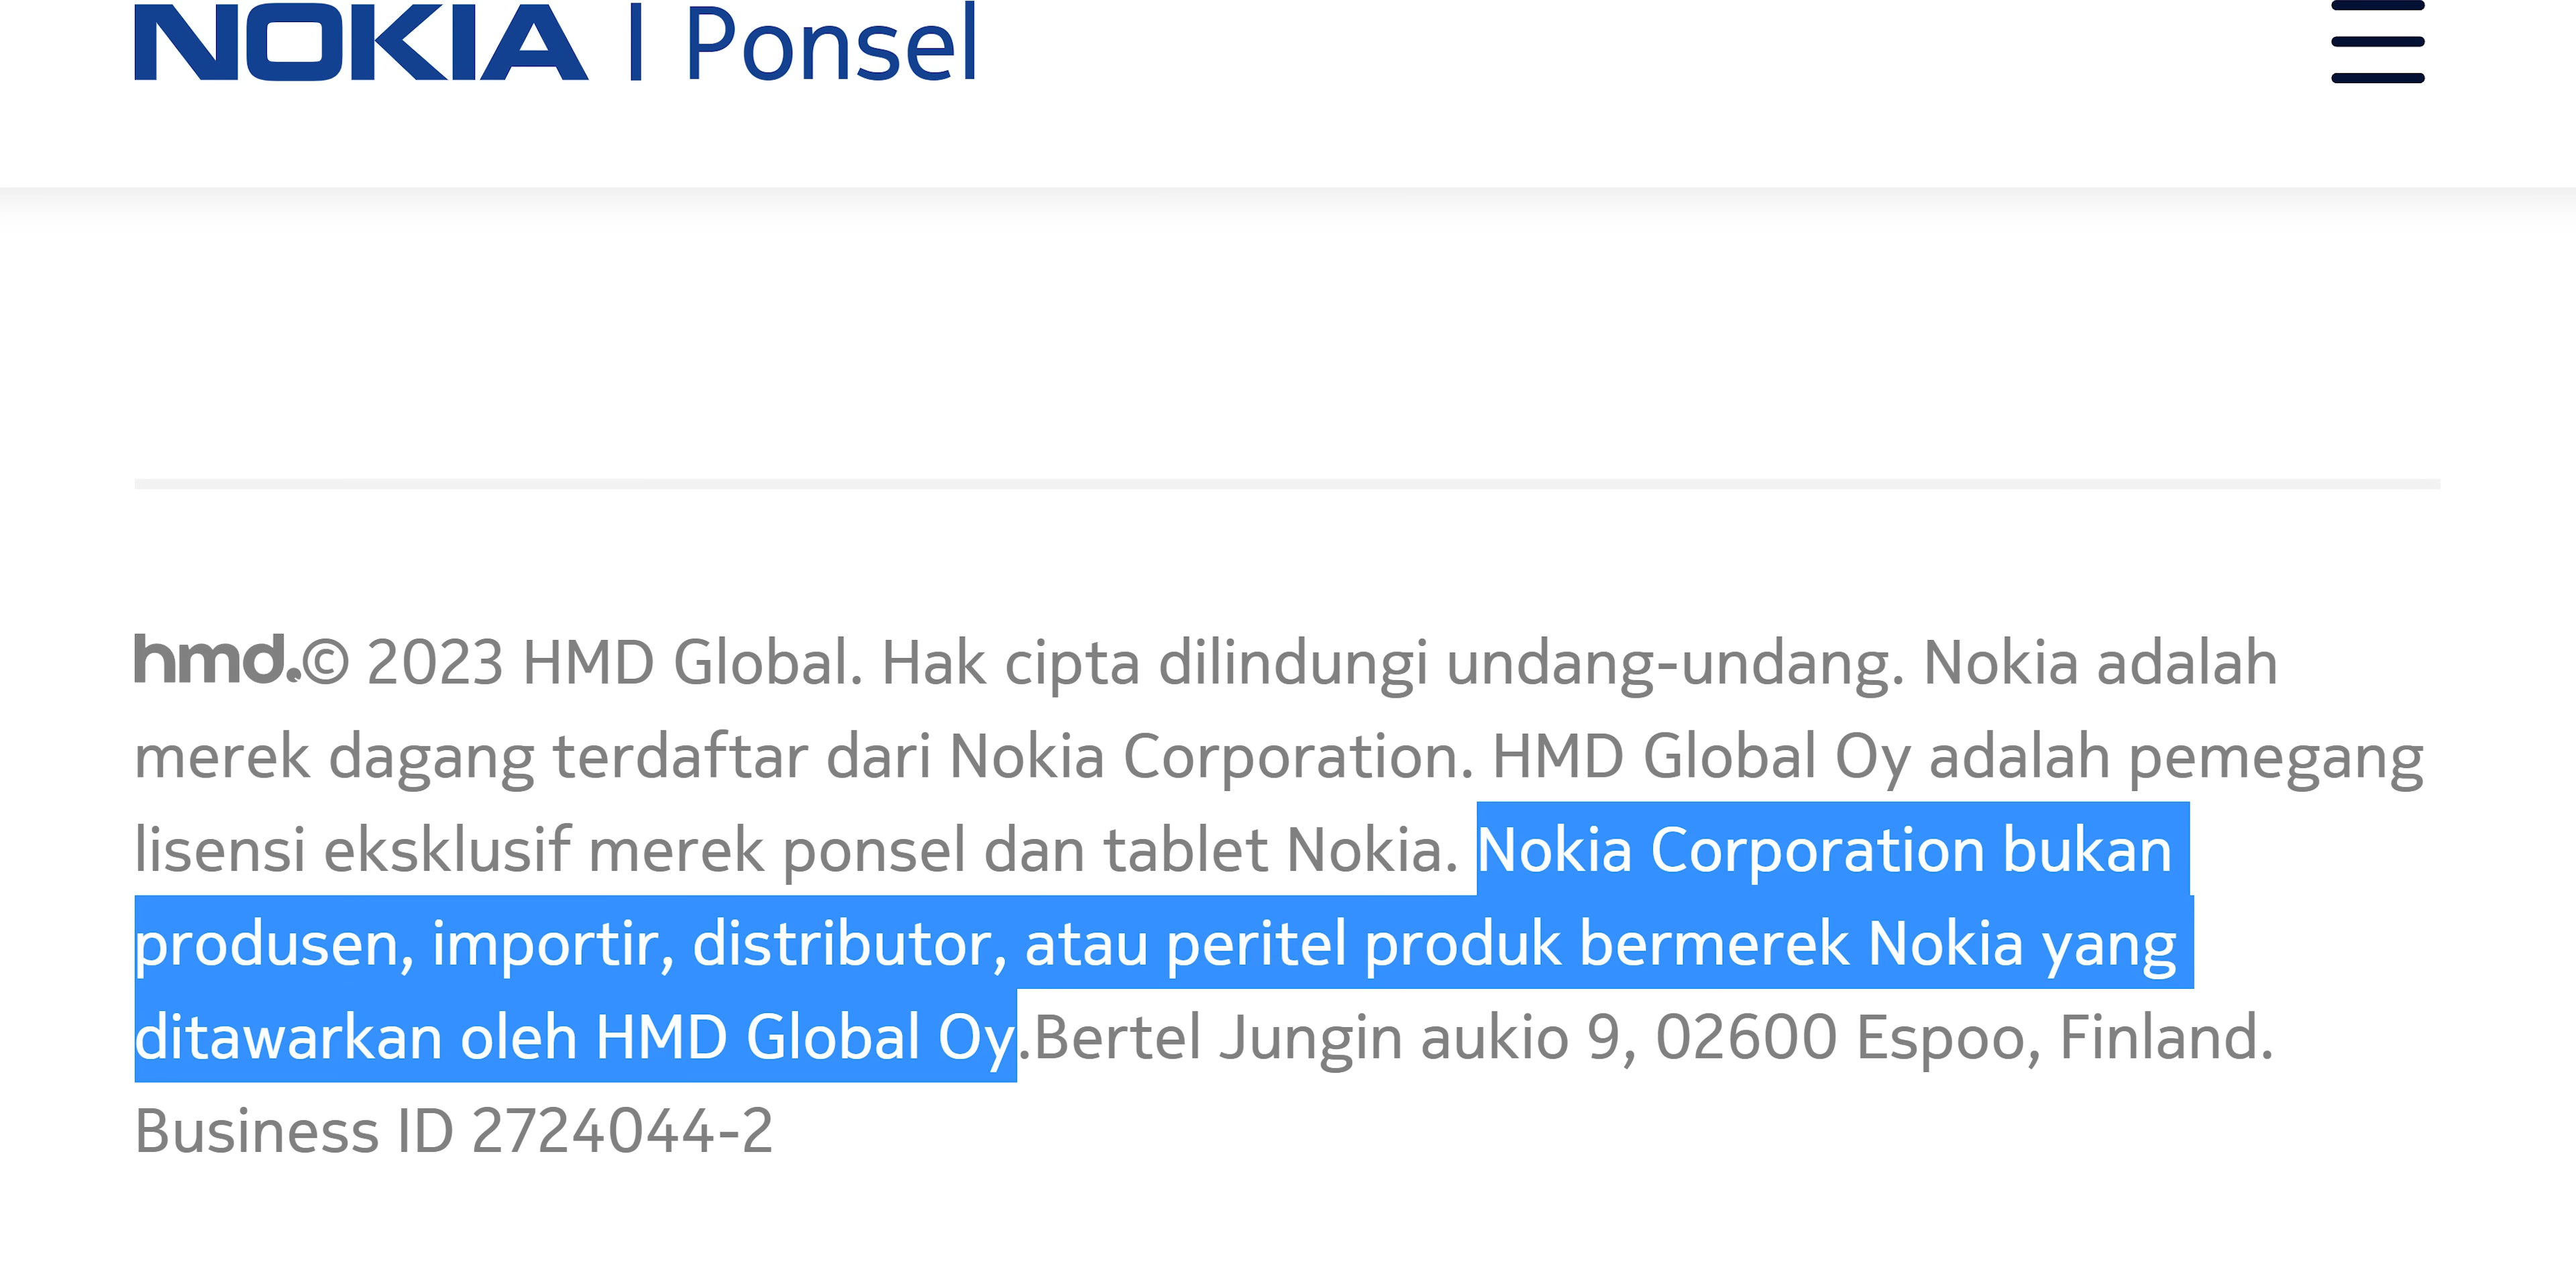 NOKIA | Ponsel
hmd.© 2023 HMD Global. Hak cipta dilindungi undang-undang. Nokia adalah
merek dagang terdaftar dari Nokia Corporation. HMD Global Oy adalah pemegang
lisensi eksklusif merek ponsel dan tablet Nokia. Nokia Corporation bukan
produsen, importir, distributor, atau peritel produk bermerek Nokia yang
ditawarkan oleh HMD Global Oy.Bertel Jungin aukio 9, 02600 Espoo, Finland.
Business ID 2724044-2